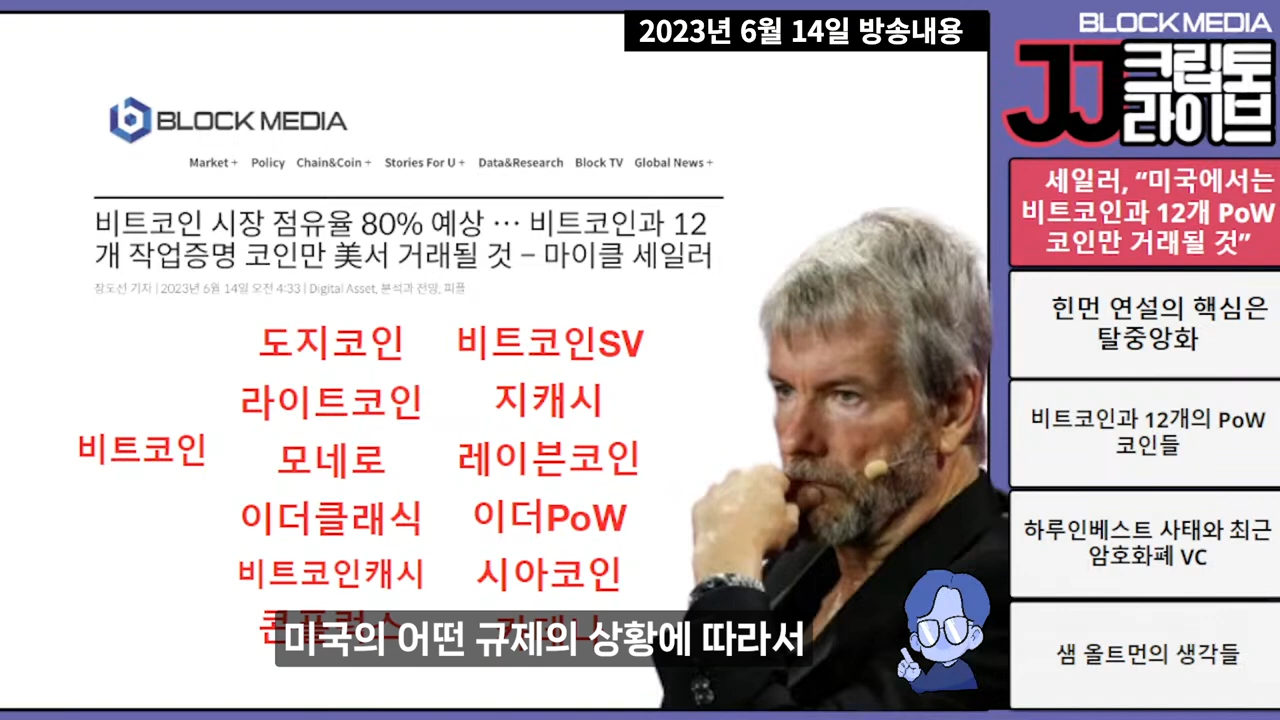 2023년 6월 14일 방송내용
BLOCK MEDIA
JJ 크립토
라이브
BLOCK MEDIA
Market + Policy Chain&Coin + Stories For U + Data&Research Block TV Global News +
비트코인 시장 점유율 80% 예상 … 비트코인과 12
개 작업증명 코인만 美서 거래될 것 – 마이클 세일러
장도선 기자 | 2023년 6월 14일 오전 4:33 | Digital Asset, 분석과 전망, 피플
비트코인
도지코인
라이트코인
모네로
이더클래식
비트코인캐시
비트코인SV
지캐시
레이븐코인
이더PoW
시아코인
미국의 어떤 규제의 상황에 따라서
세일러, “미국에서는
비트코인과 12개 PoW
코인만 거래될 것”
힌먼 연설의 핵심은
탈중앙화
비트코인과 12개의 PoW
코인들
하루인베스트 사태와 최근
암호화폐 VC
샘 올트먼의 생각들